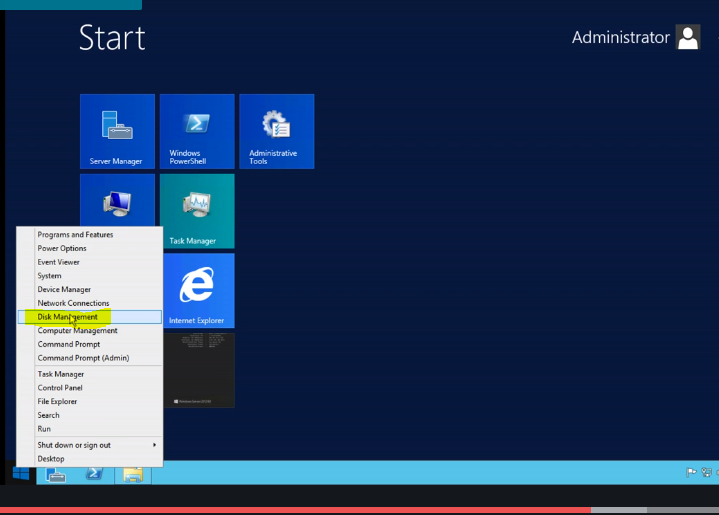 Start
Administrator
Server Manager
Windows
PowerShell
Administrative
Tools
Task Manager
Programs and Features
Power Options
Event Viewer
System
Device Manager
Network Connections
Disk Management
Computer Management
Command Prompt
Command Prompt (Admin)
Task Manager
Control Panel
File Explorer
Search
Run
Shut down or sign out
Desktop
Internet Explorer